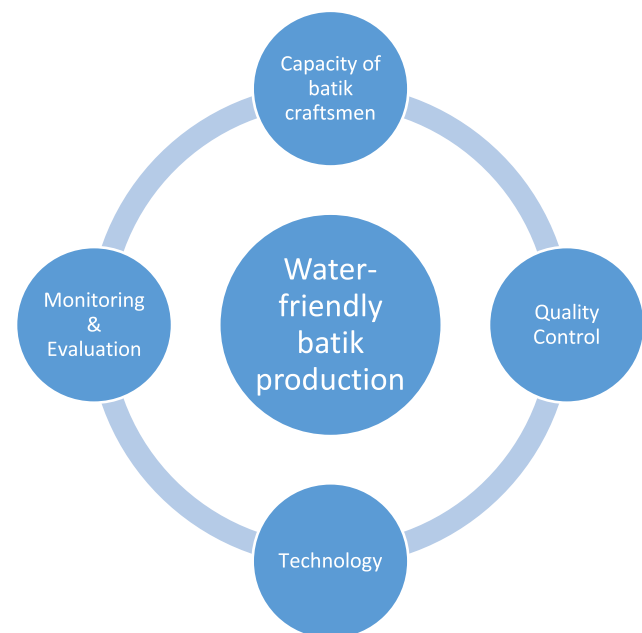 Capacity of
batik
craftsmen
Water-
friendly
batik
production
Monitoring
&
Evaluation
Quality
Control
Technology